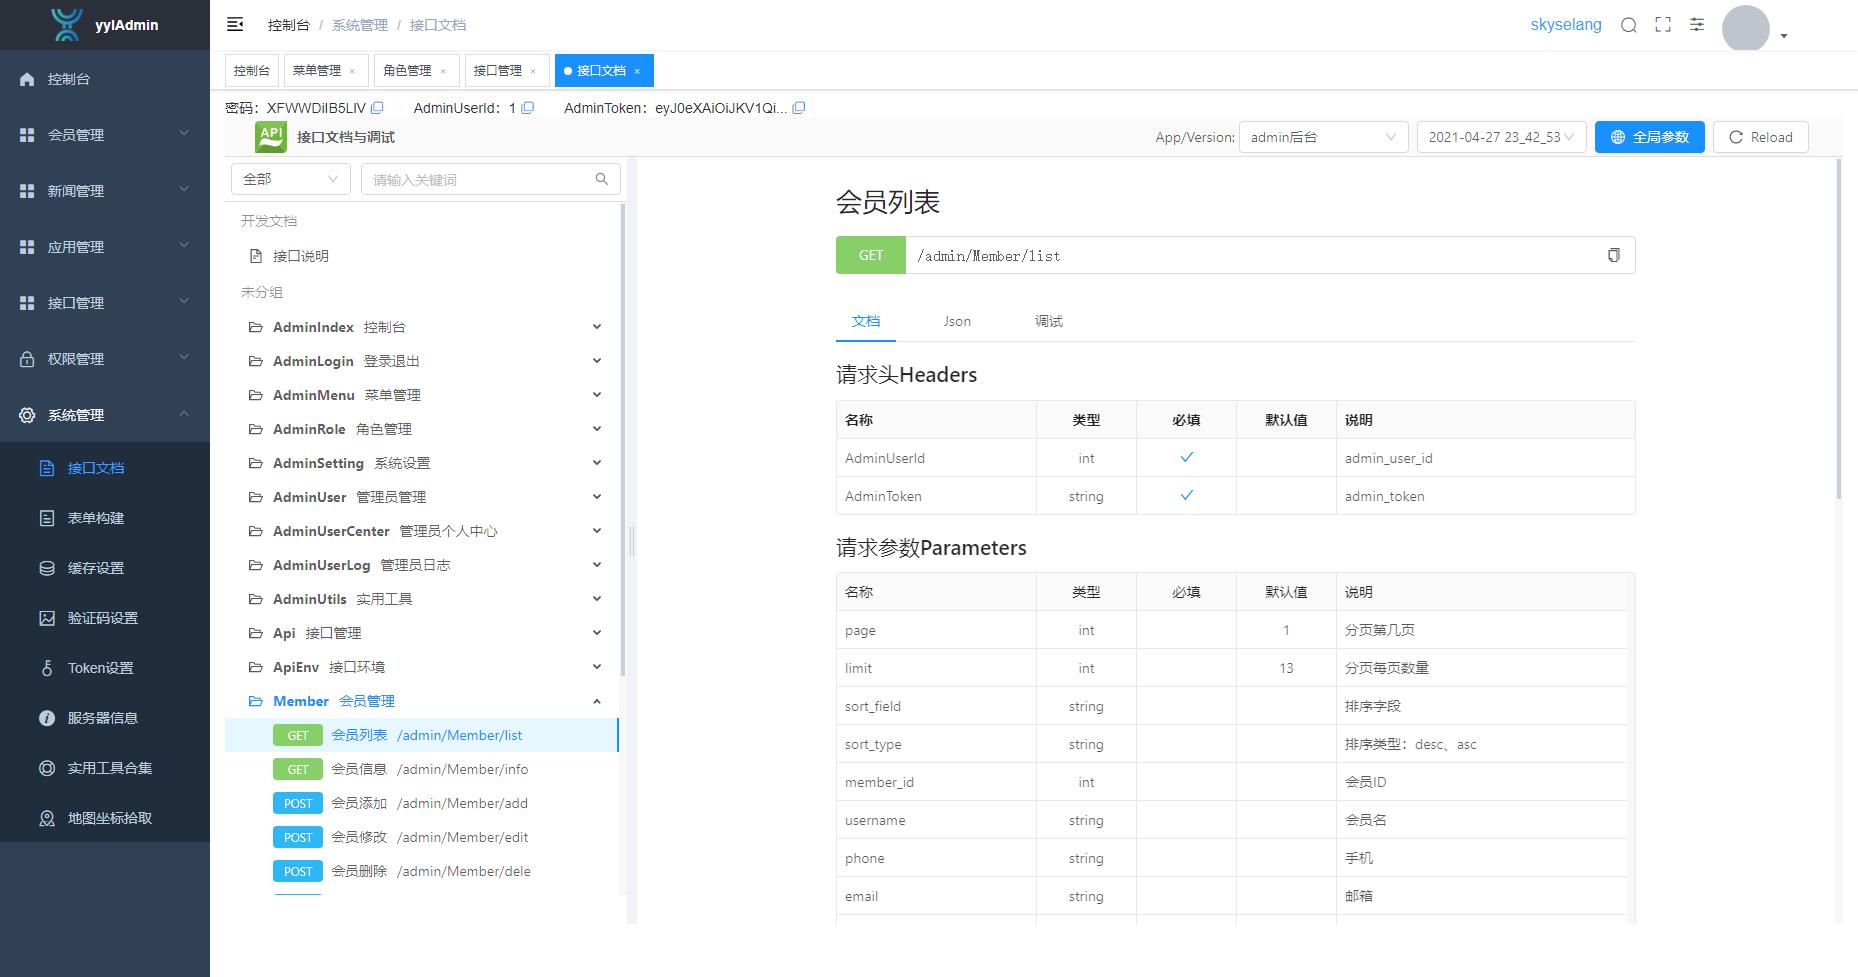 yylAdmin
控制台 / 系统管理 / 接口文档
skyselang
控制台
菜单管理 ×
角色管理 ×
接口管理 ×
接口文档 ×
密码：XFWWDiIB5LIV
AdminUserId：1
AdminToken：eyJ0eXAiOiJKV1Qi...
控制台
会员管理
新闻管理
应用管理
接口管理
权限管理
系统管理
接口文档
表单构建
缓存设置
验证码设置
Token设置
服务器信息
实用工具合集
地图坐标拾取
API 接口文档与调试
App/Version: admin后台
2021-04-27 23_42_53
全局参数
Reload
全部
请输入关键词
开发文档
接口说明
未分组
AdminIndex 控制台
AdminLogin 登录退出
AdminMenu 菜单管理
AdminRole 角色管理
AdminSetting 系统设置
AdminUser 管理员管理
AdminUserCenter 管理员个人中心
AdminUserLog 管理员日志
AdminUtils 实用工具
Api 接口管理
ApiEnv 接口环境
Member 会员管理
GET 会员列表 /admin/Member/list
GET 会员信息 /admin/Member/info
POST 会员添加 /admin/Member/add
POST 会员修改 /admin/Member/edit
POST 会员删除 /admin/Member/dele
会员列表
GET /admin/Member/list
文档 Json 调试
请求头Headers
名称 类型 必填 默认值 说明
AdminUserId int admin_user_id
AdminToken string admin_token
请求参数Parameters
名称 类型 必填 默认值 说明
page int 1 分页第几页
limit int 13 分页每页数量
sort_field string 排序字段
sort_type string 排序类型：desc、asc
member_id int 会员ID
username string 会员名
phone string 手机
email string 邮箱